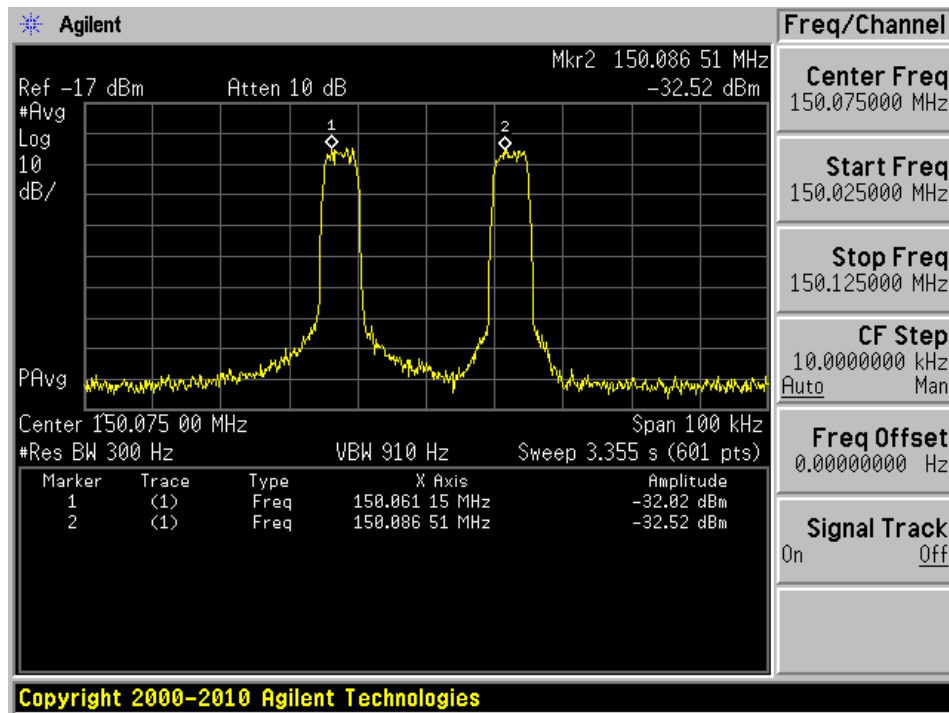 Agilent
Freq/Channel
Mkr2 150.086 51 MHz
Ref -17 dBm Atten 10 dB -32.52 dBm
#Avg
Log
10
dB/
1
2
PAvg
Center 150.075 00 MHz Span 100 kHz
#Res BW 300 Hz VBW 910 Hz Sweep 3.355 s (601 pts)
Marker Trace Type X Axis Amplitude
1 (1) Freq 150.061 15 MHz -32.02 dBm
2 (1) Freq 150.086 51 MHz -32.52 dBm
Center Freq
150.075000 MHz
Start Freq
150.025000 MHz
Stop Freq
150.125000 MHz
CF Step
10.0000000 kHz
Auto Man
Freq Offset
0.00000000 Hz
Signal Track
On Off
Copyright 2000-2010 Agilent Technologies